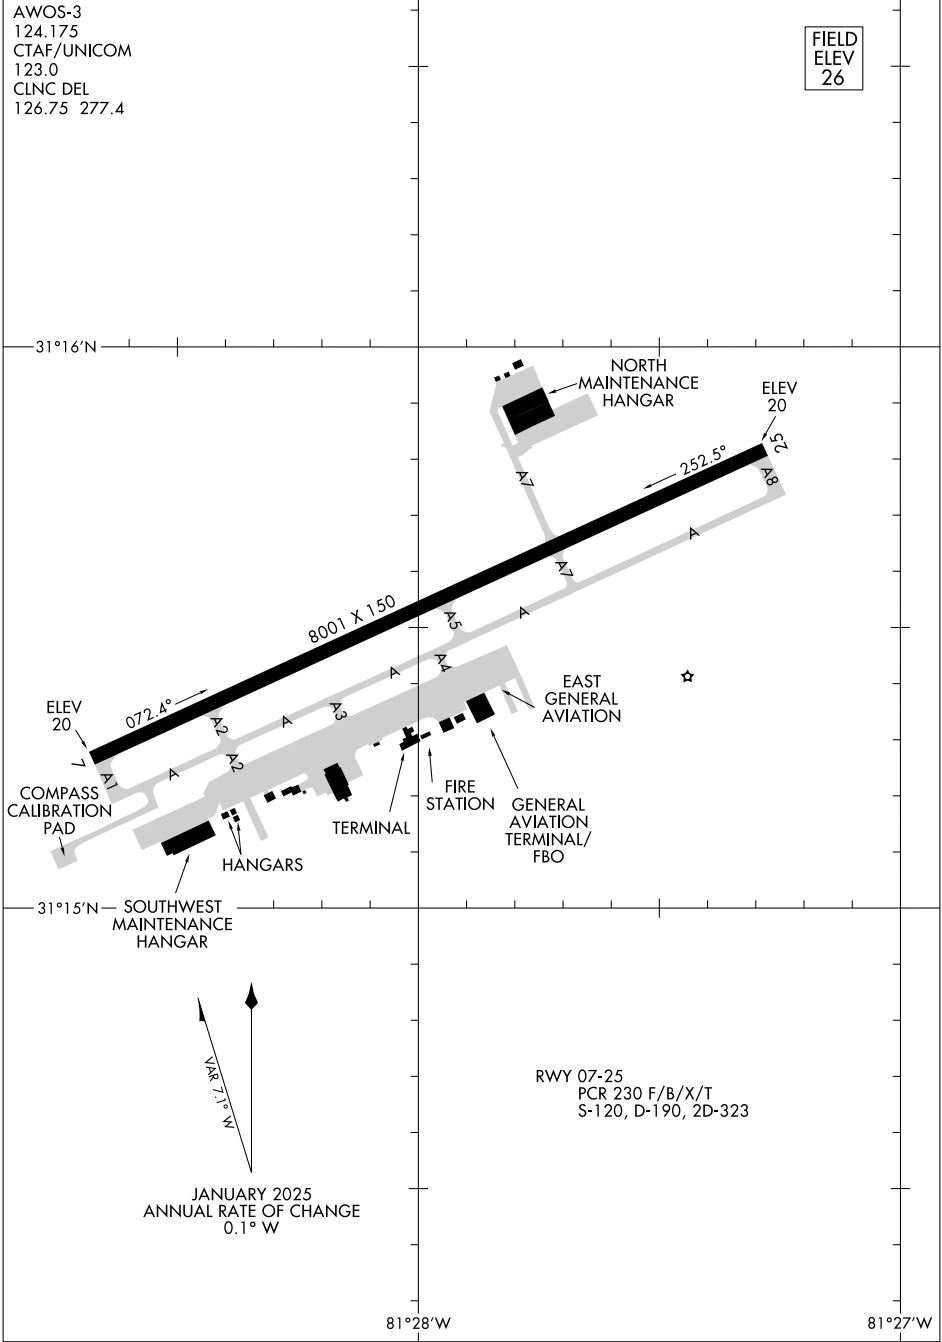 AWOS-3
124.175
CTAF/UNICOM
123.0
CLNC DEL
126.75 277.4
FIELD
ELEV
26
31°16'N
NORTH
MAINTENANCE
HANGAR
ELEV
20
25
252.5°
A8
A7
A
A7
A
8001 X 150
A5
A4
A
EAST
GENERAL
AVIATION
072.4°
A3
A
A2
A2
ELEV
20
7
A1
A
COMPASS
CALIBRATION
PAD
FIRE
STATION
GENERAL
AVIATION
TERMINAL/
FBO
TERMINAL
HANGARS
31°15'N
SOUTHWEST
MAINTENANCE
HANGAR
VAR 7.1° W
RWY 07-25
PCR 230 F/B/X/T
S-120, D-190, 2D-323
JANUARY 2025
ANNUAL RATE OF CHANGE
0.1° W
81°28'W
81°27'W